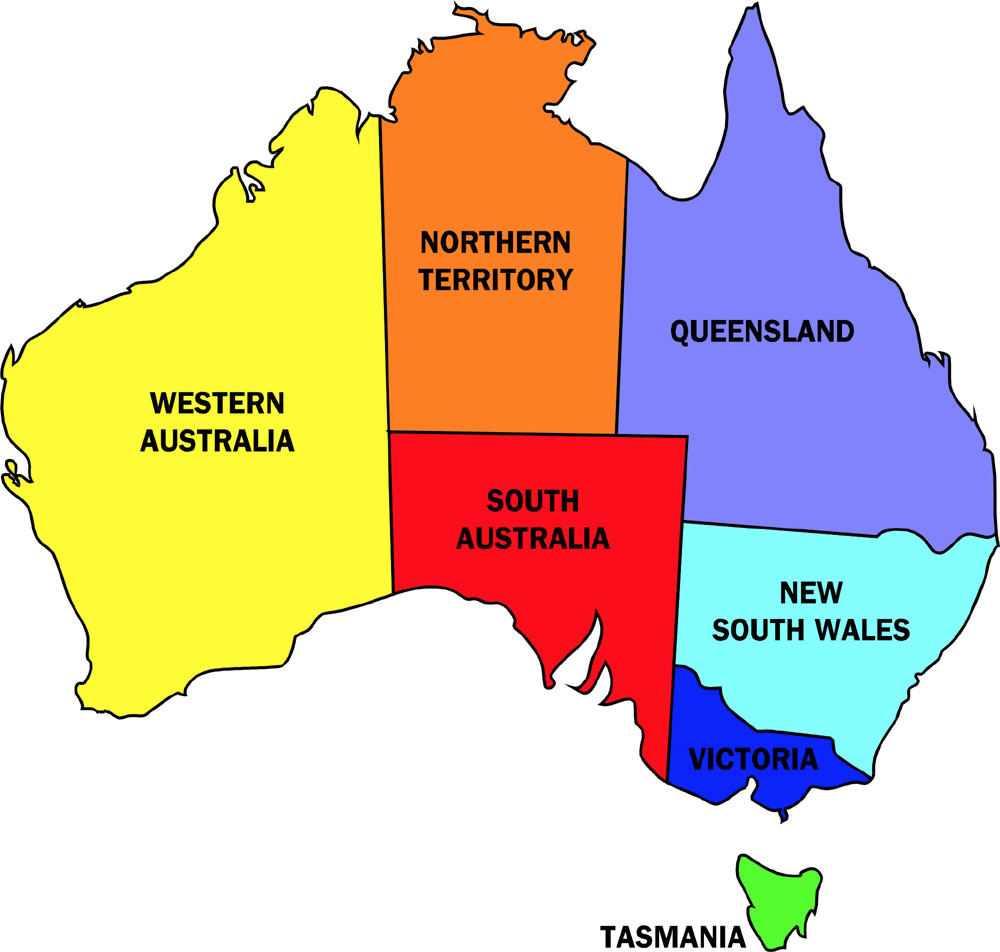 NORTHERN
TERRITORY
QUEENSLAND
WESTERN
AUSTRALIA
SOUTH
AUSTRALIA
NEW
SOUTH WALES
VICTORIA
TASMANIA